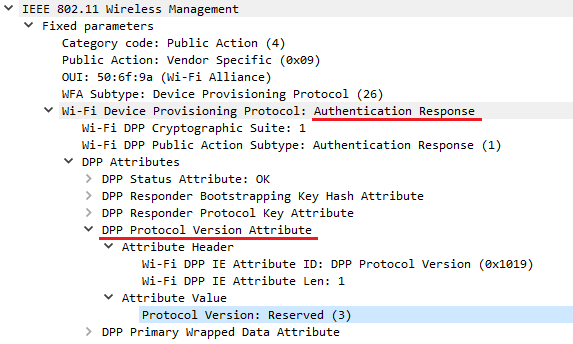 IEEE 802.11 Wireless Management
Fixed parameters
Category code: Public Action (4)
Public Action: Vendor Specific (0x09)
OUI: 50:6f:9a (Wi-Fi Alliance)
WFA Subtype: Device Provisioning Protocol (26)
Wi-Fi Device Provisioning Protocol: Authentication Response
Wi-Fi DPP Cryptographic Suite: 1
Wi-Fi DPP Public Action Subtype: Authentication Response (1)
DPP Attributes
DPP Status Attribute: OK
DPP Responder Bootstrapping Key Hash Attribute
DPP Responder Protocol Key Attribute
DPP Protocol Version Attribute
Attribute Header
Wi-Fi DPP IE Attribute ID: DPP Protocol Version (0x1019)
Wi-Fi DPP IE Attribute Len: 1
Attribute Value
Protocol Version: Reserved (3)
DPP Primary Wrapped Data Attribute